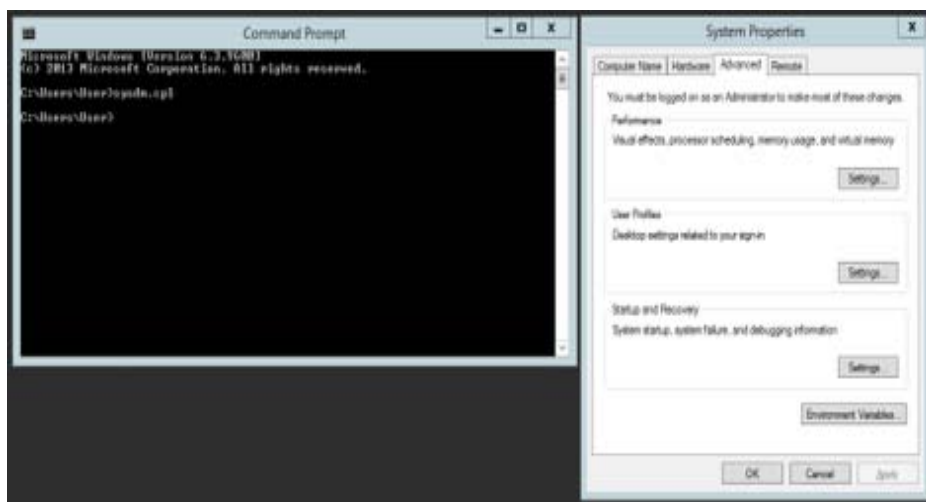 Command Prompt
Microsoft Windows [Version 6.3.9600]
(c) 2013 Microsoft Corporation. All rights reserved.
C:\Users\User>sysdm.cpl
C:\Users\User>
System Properties
Computer Name Hardware Advanced Remote
You must be logged on as an Administrator to make most of these changes.
Performance
Visual effects, processor scheduling, memory usage, and virtual memory
Settings...
User Profiles
Desktop settings related to your sign-in
Settings...
Startup and Recovery
System startup, system failure, and debugging information
Settings...
Environment Variables...
OK Cancel Apply